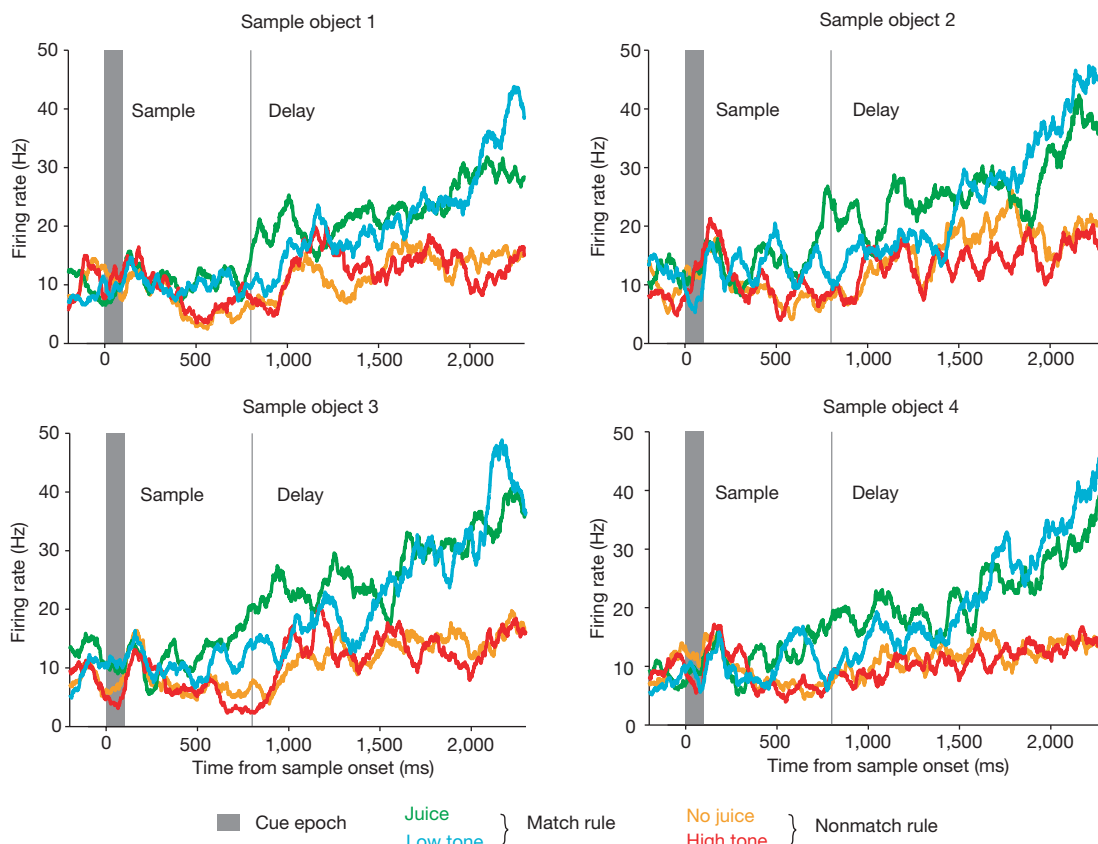 Sample object 1
Sample object 2
Firing rate (Hz)
50
40
30
20
10
0
Sample
Delay
0
500
1,000
1,500
2,000
Firing rate (Hz)
50
40
30
20
10
0
Sample
Delay
0
500
1,000
1,500
2,000
Sample object 3
Sample object 4
Firing rate (Hz)
50
40
30
20
10
0
Sample
Delay
0
500
1,000
1,500
2,000
Time from sample onset (ms)
Firing rate (Hz)
50
40
30
20
10
0
Sample
Delay
0
500
1,000
1,500
2,000
Time from sample onset (ms)
Cue epoch
Juice
Low tone
} Match rule
No juice
High tone
} Nonmatch rule